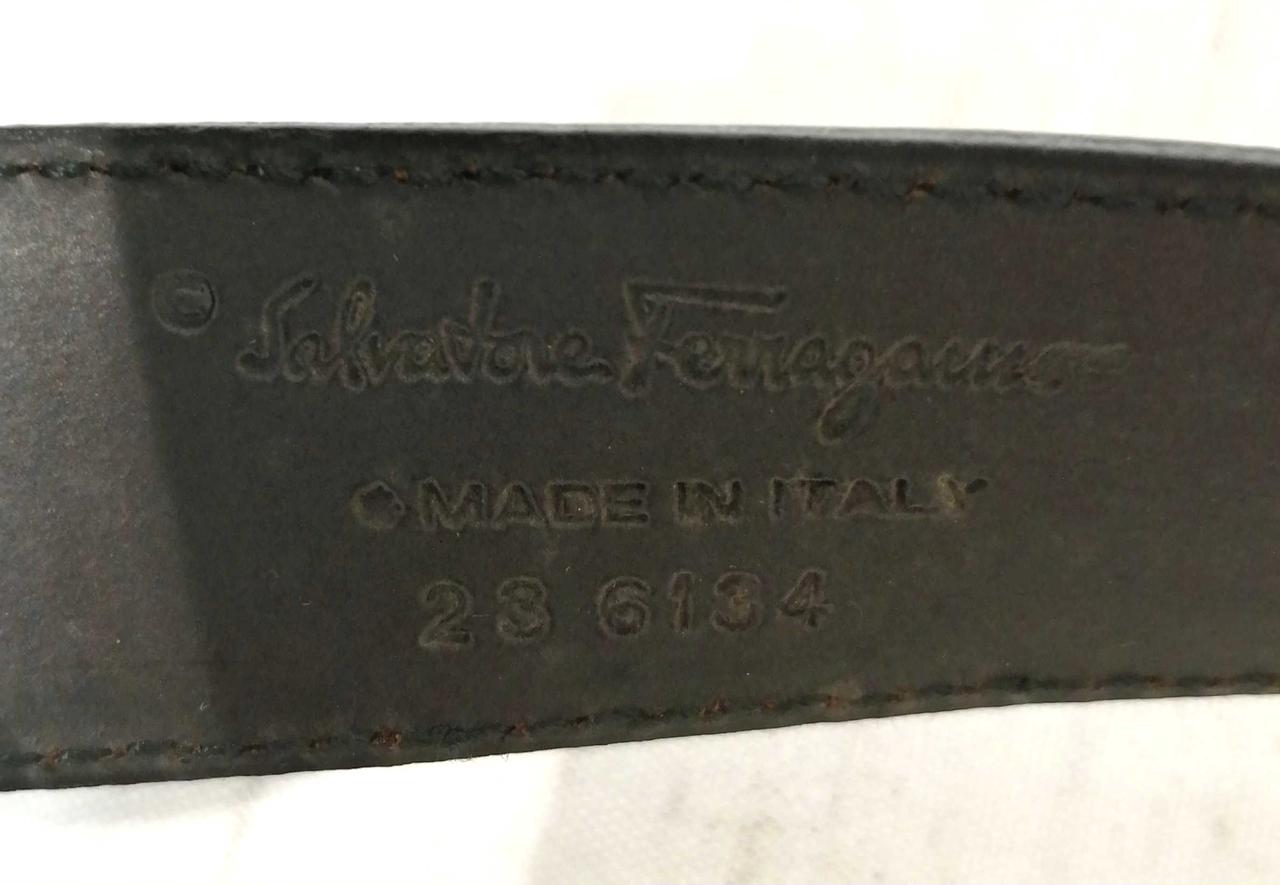 Salvatore Ferragamo
MADE IN ITALY
23 6134